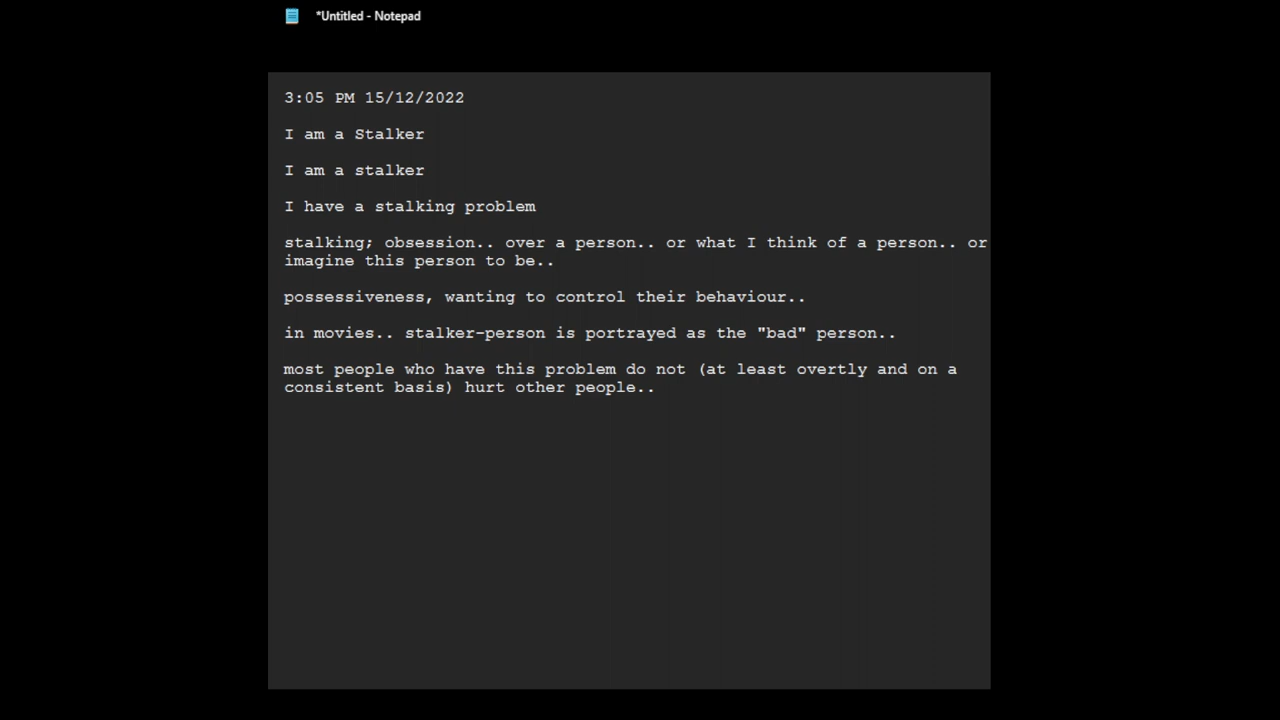 *Untitled - Notepad
3:05 PM 15/12/2022
I am a Stalker
I am a stalker
I have a stalking problem
stalking; obsession.. over a person.. or what I think of a person.. or
imagine this person to be..
possessiveness, wanting to control their behaviour..
in movies.. stalker-person is portrayed as the "bad" person..
most people who have this problem do not (at least overtly and on a
consistent basis) hurt other people..